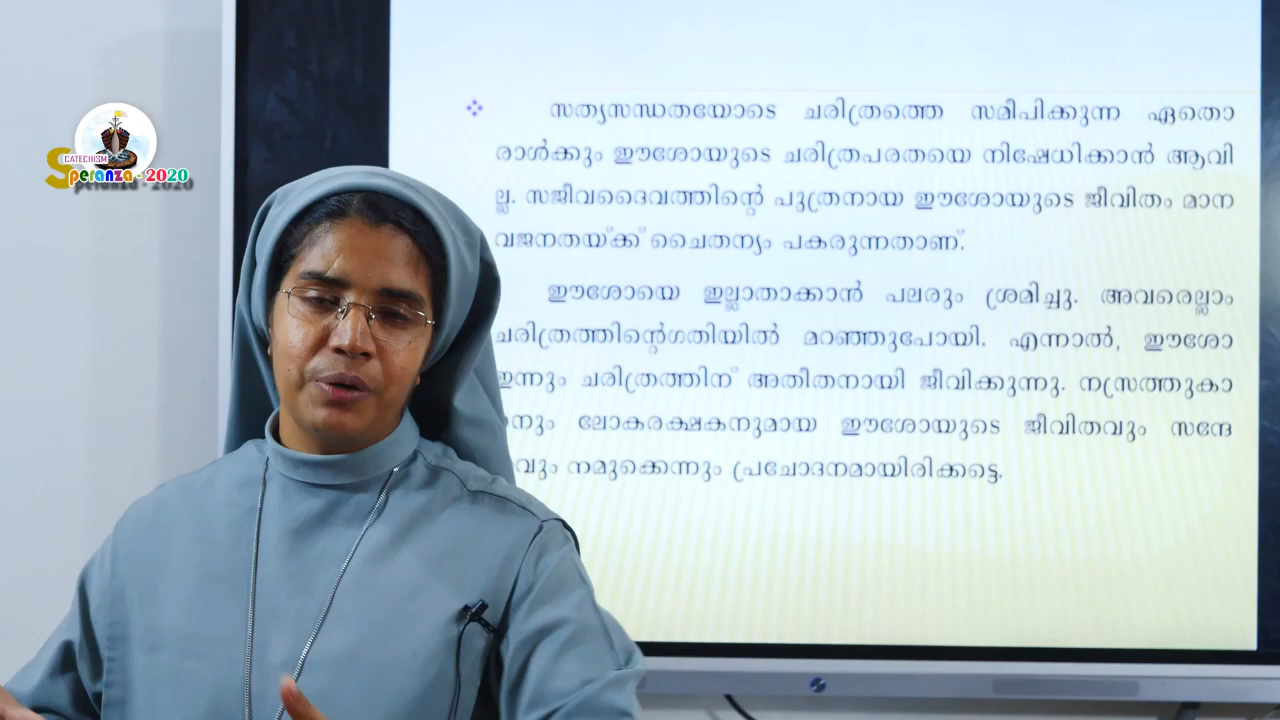 CATECHISM
Speranza - 2020
സത്യസന്ധതയോടെ ചരിത്രത്തെ സമീപിക്കുന്ന ഏതൊ
രാൾക്കും ഈശോയുടെ ചരിത്രപരതയെ നിഷേധിക്കാൻ ആവി
ല്ല. സജീവദൈവത്തിന്റെ പുത്രനായ ഈശോയുടെ ജീവിതം മാന
വജനതയ്ക്ക് ചൈതന്യം പകരുന്നതാണ്.
ഈശോയെ ഇല്ലാതാക്കാൻ പലരും ശ്രമിച്ചു. അവരെല്ലാം
ചരിത്രത്തിന്റെഗതിയിൽ മറഞ്ഞുപോയി. എന്നാൽ, ഈശോ
ഇന്നും ചരിത്രത്തിന് അതീതനായി ജീവിക്കുന്നു. നസ്രത്തുകാ
നും ലോകരക്ഷകനുമായ ഈശോയുടെ ജീവിതവും സന്ദേ
വും നമുക്കെന്നും പ്രചോദനമായിരിക്കട്ടെ.